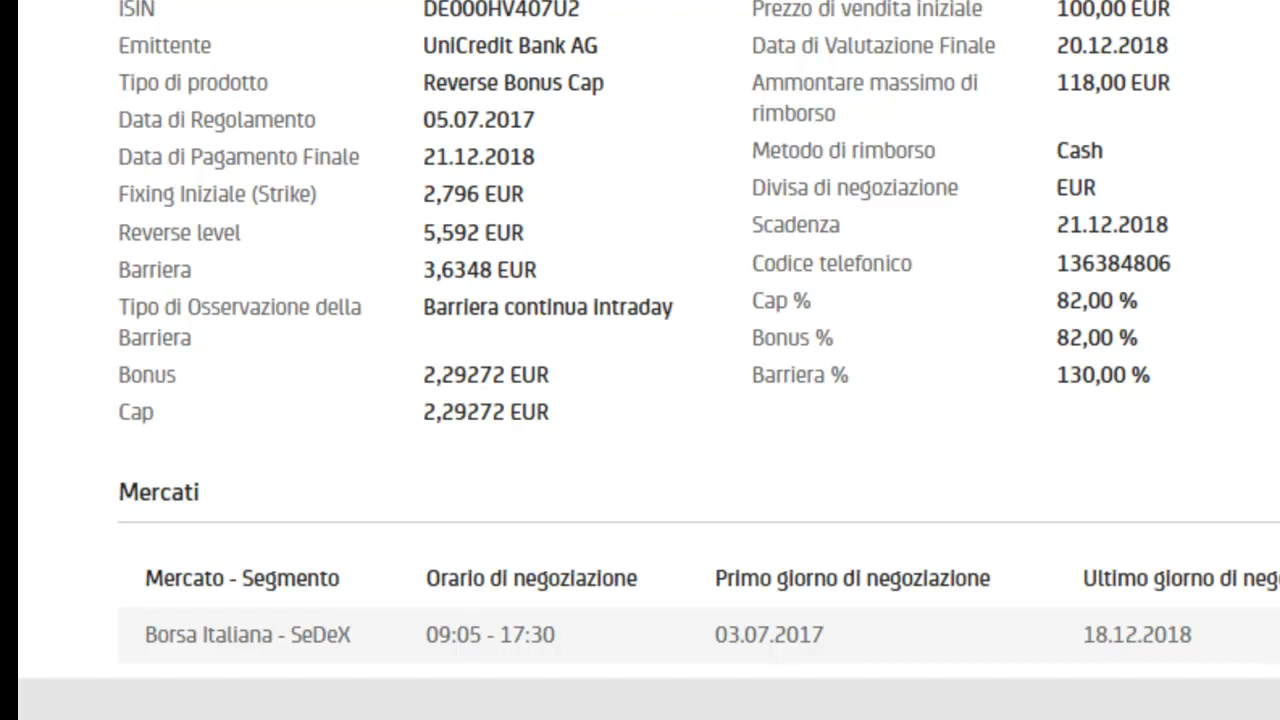 ISIN DE000HV407U2 Prezzo di vendita iniziale 100,00 EUR
Emittente UniCredit Bank AG Data di Valutazione Finale 20.12.2018
Tipo di prodotto Reverse Bonus Cap Ammontare massimo di 118,00 EUR
rimborso
Data di Regolamento 05.07.2017
Data di Pagamento Finale 21.12.2018 Metodo di rimborso Cash
Fixing Iniziale (Strike) 2,796 EUR Divisa di negoziazione EUR
Reverse level 5,592 EUR Scadenza 21.12.2018
Barriera 3,6348 EUR Codice telefonico 136384806
Tipo di Osservazione della Barriera continua Intraday Cap % 82,00 %
Barriera Bonus % 82,00 %
Bonus 2,29272 EUR Barriera % 130,00 %
Cap 2,29272 EUR
Mercati
Mercato - Segmento Orario di negoziazione Primo giorno di negoziazione Ultimo giorno di
Borsa Italiana - SeDeX 09:05 - 17:30 03.07.2017 18.12.2018